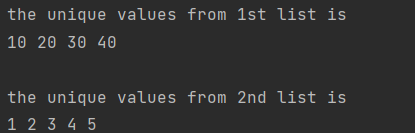 the unique values from 1st list is
10 20 30 40
the unique values from 2nd list is
1 2 3 4 5